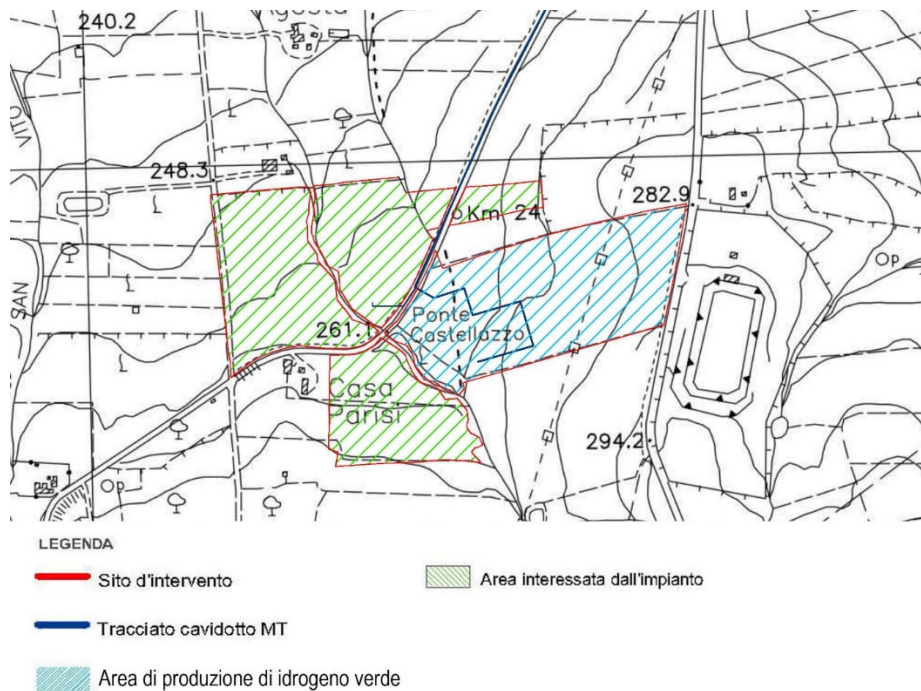 240.2
Agosta
VITO
248.3
Km. 24
282.9
Op
SAN
Ponte
Castellazzo
261.1
Casa
Parisi
294.2
Op
LEGENDA
Sito d'intervento
Area interessata dall'impianto
Tracciato cavidotto MT
Area di produzione di idrogeno verde